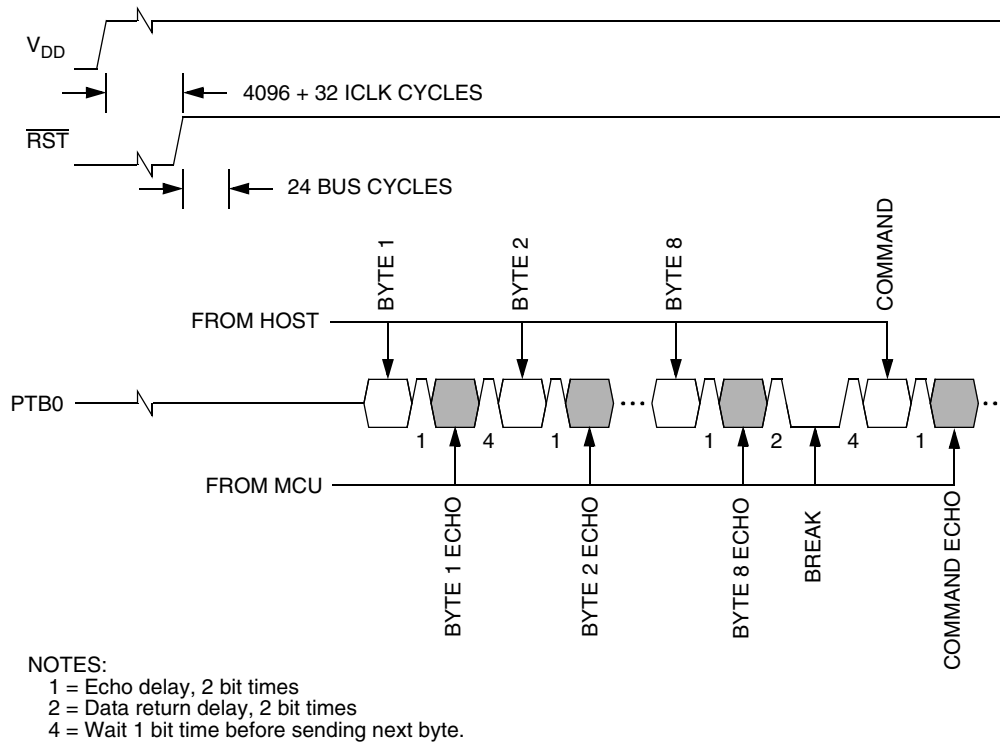 VDD
4096 + 32 ICLK CYCLES
RST
24 BUS CYCLES
BYTE 1
BYTE 2
BYTE 8
COMMAND
FROM HOST
PTB0
1
4
1
1
2
4
1
FROM MCU
BYTE 1 ECHO
BYTE 2 ECHO
BYTE 8 ECHO
BREAK
COMMAND ECHO
NOTES:
1 = Echo delay, 2 bit times
2 = Data return delay, 2 bit times
4 = Wait 1 bit time before sending next byte.